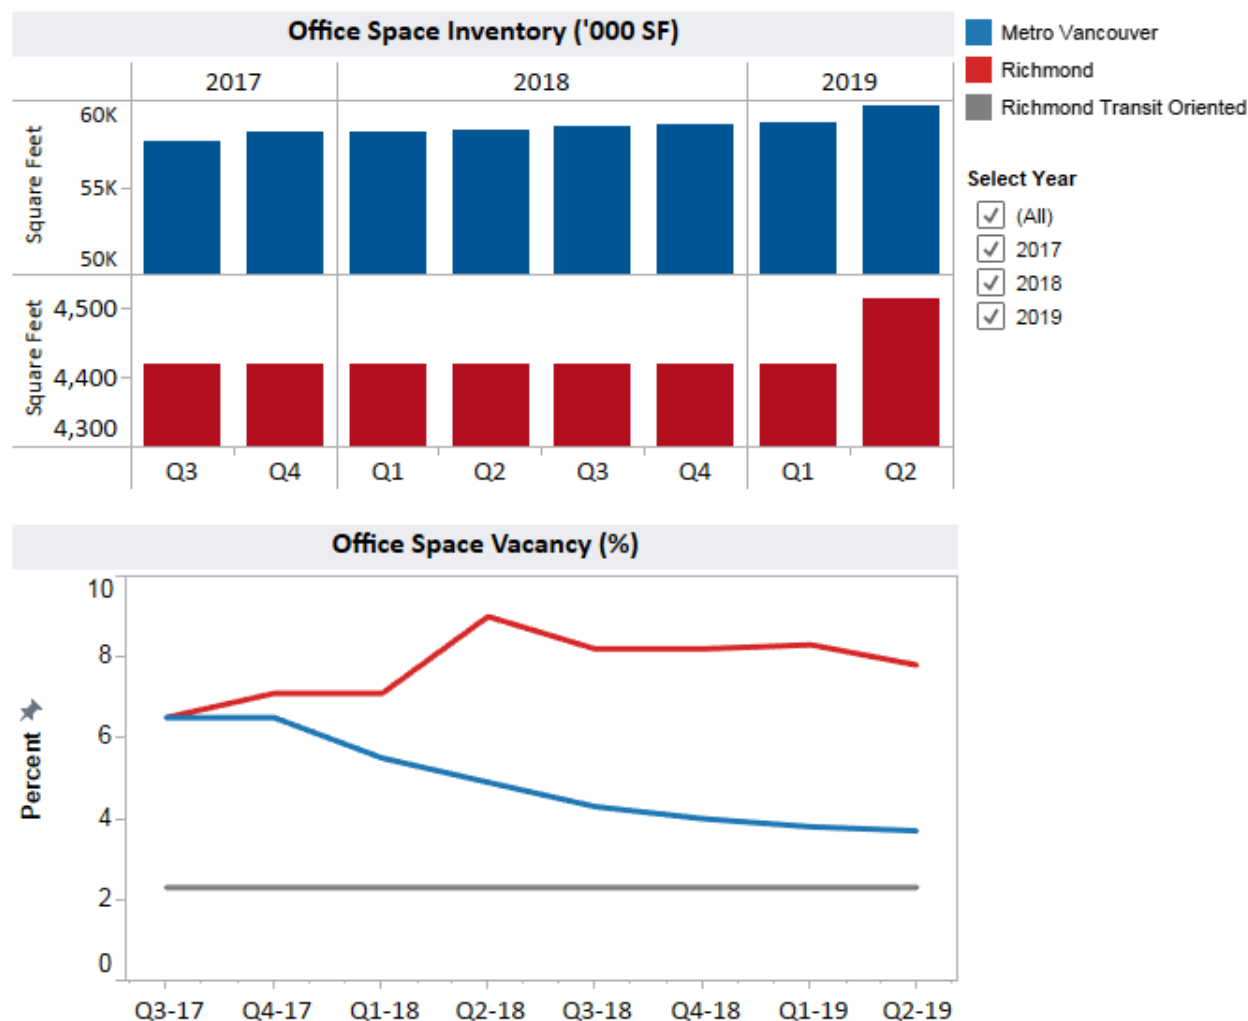 Office Space Inventory ('000 SF)
2017 2018 2019
Square Feet
60K
55K
50K
Square Feet
4,500
4,400
4,300
Q3 Q4 Q1 Q2 Q3 Q4 Q1 Q2
Metro Vancouver
Richmond
Richmond Transit Oriented
Select Year
(All)
2017
2018
2019
Office Space Vacancy (%)
Percent
10
8
6
4
2
0
Q3-17 Q4-17 Q1-18 Q2-18 Q3-18 Q4-18 Q1-19 Q2-19